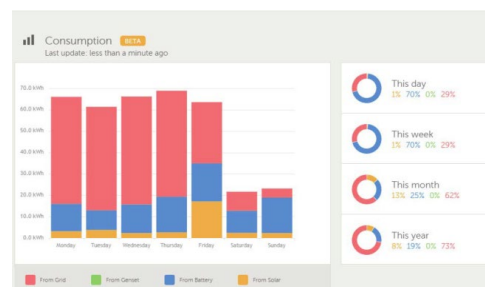 Consumption BETA
Last update: less than a minute ago
70.0 kWh
60.0 kWh
50.0 kWh
40.0 kWh
30.0 kWh
20.0 kWh
10.0 kWh
0.0 kWh
Monday Tuesday Wednesday Thursday Friday Saturday Sunday
From Grid From Genset From Battery From Solar
This day
1% 70% 0% 29%
This week
1% 70% 0% 29%
This month
13% 25% 0% 62%
This year
8% 19% 0% 73%